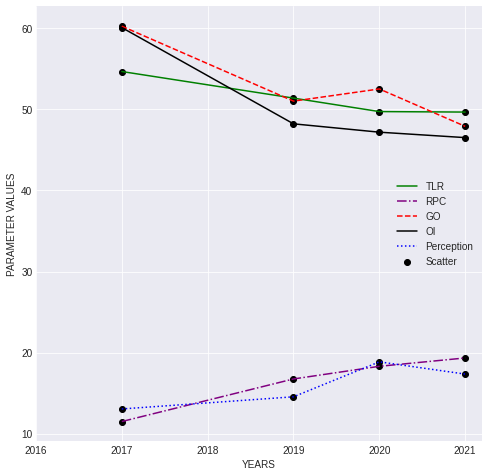 60
50
40
30
20
10
PARAMETER VALUES
TLR
RPC
GO
OI
Perception
Scatter
2016
2017
2018
2019
2020
2021
YEARS